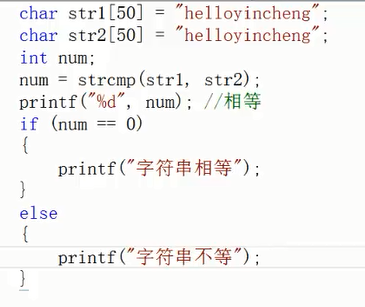 char str1[50] = "helloyincheng";
char str2[50] = "helloyincheng";
int num;
num = strcmp(str1, str2);
printf("%d", num); //相等
if (num == 0)
{
    printf("字符串相等");
}
else
{
    printf("字符串不等");
}